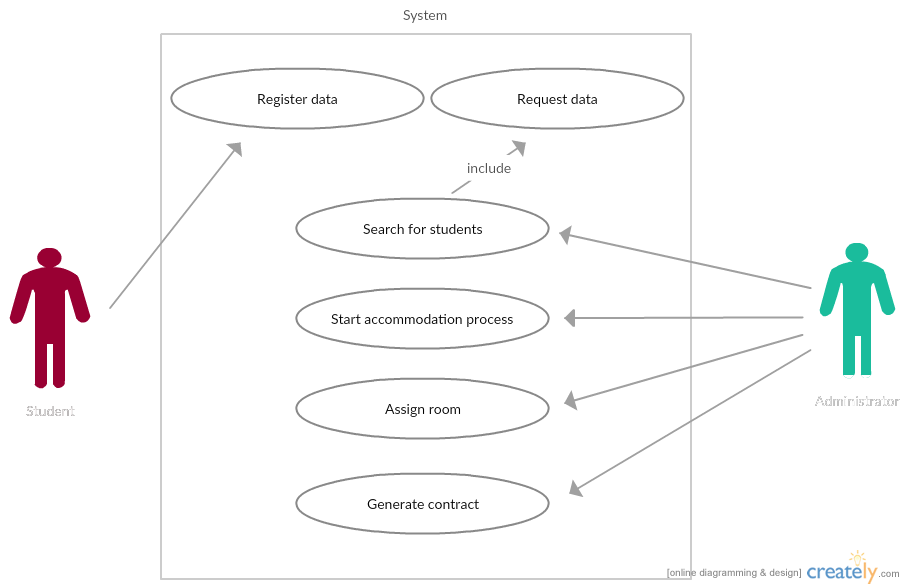 System
Register data
Request data
include
Search for students
Start accommodation process
Student
Administrator
Assign room
Generate contract
[online diagramming & design] creately.com